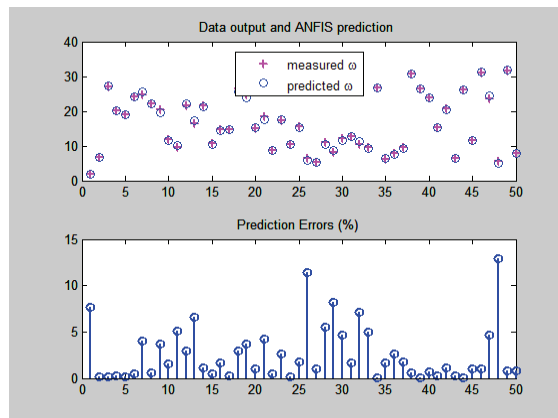 Data output and ANFIS prediction
40
30
20
10
0
measured ω
predicted ω
0 5 10 15 20 25 30 35 40 45 50
Prediction Errors (%)
15
10
5
0
0 5 10 15 20 25 30 35 40 45 50